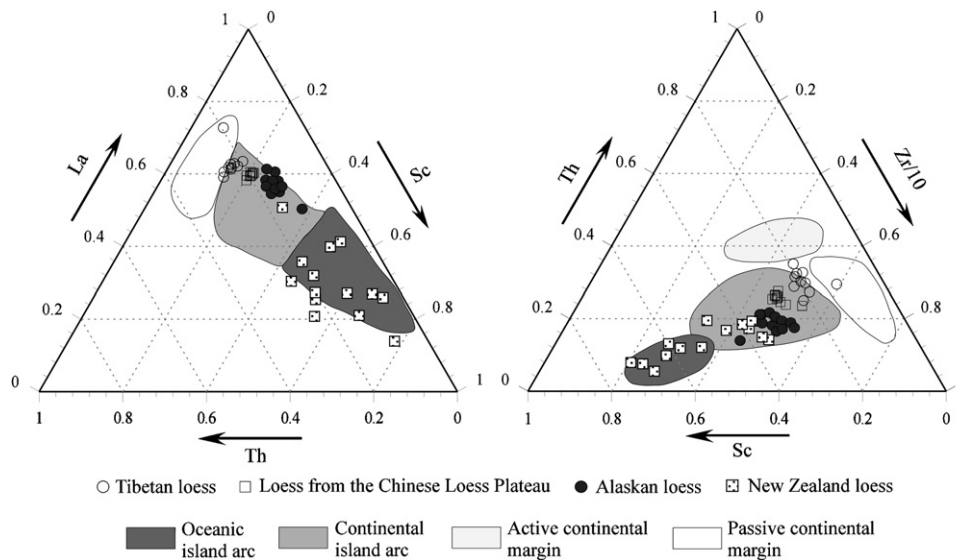 1 0
0.8 0.2
0.6 0.4
0.4 0.6
0.2 0.8
0 1
1 0.8 0.6 0.4 0.2 0
La
Sc
Th
1 0
0.8 0.2
0.6 0.4
0.4 0.6
0.2 0.8
0 1
1 0.8 0.6 0.4 0.2 0
Th
Zr/10
Sc
Tibetan loess Loess from the Chinese Loess Plateau Alaskan loess New Zealand loess
Oceanic
island arc
Continental
island arc
Active continental
margin
Passive continental
margin